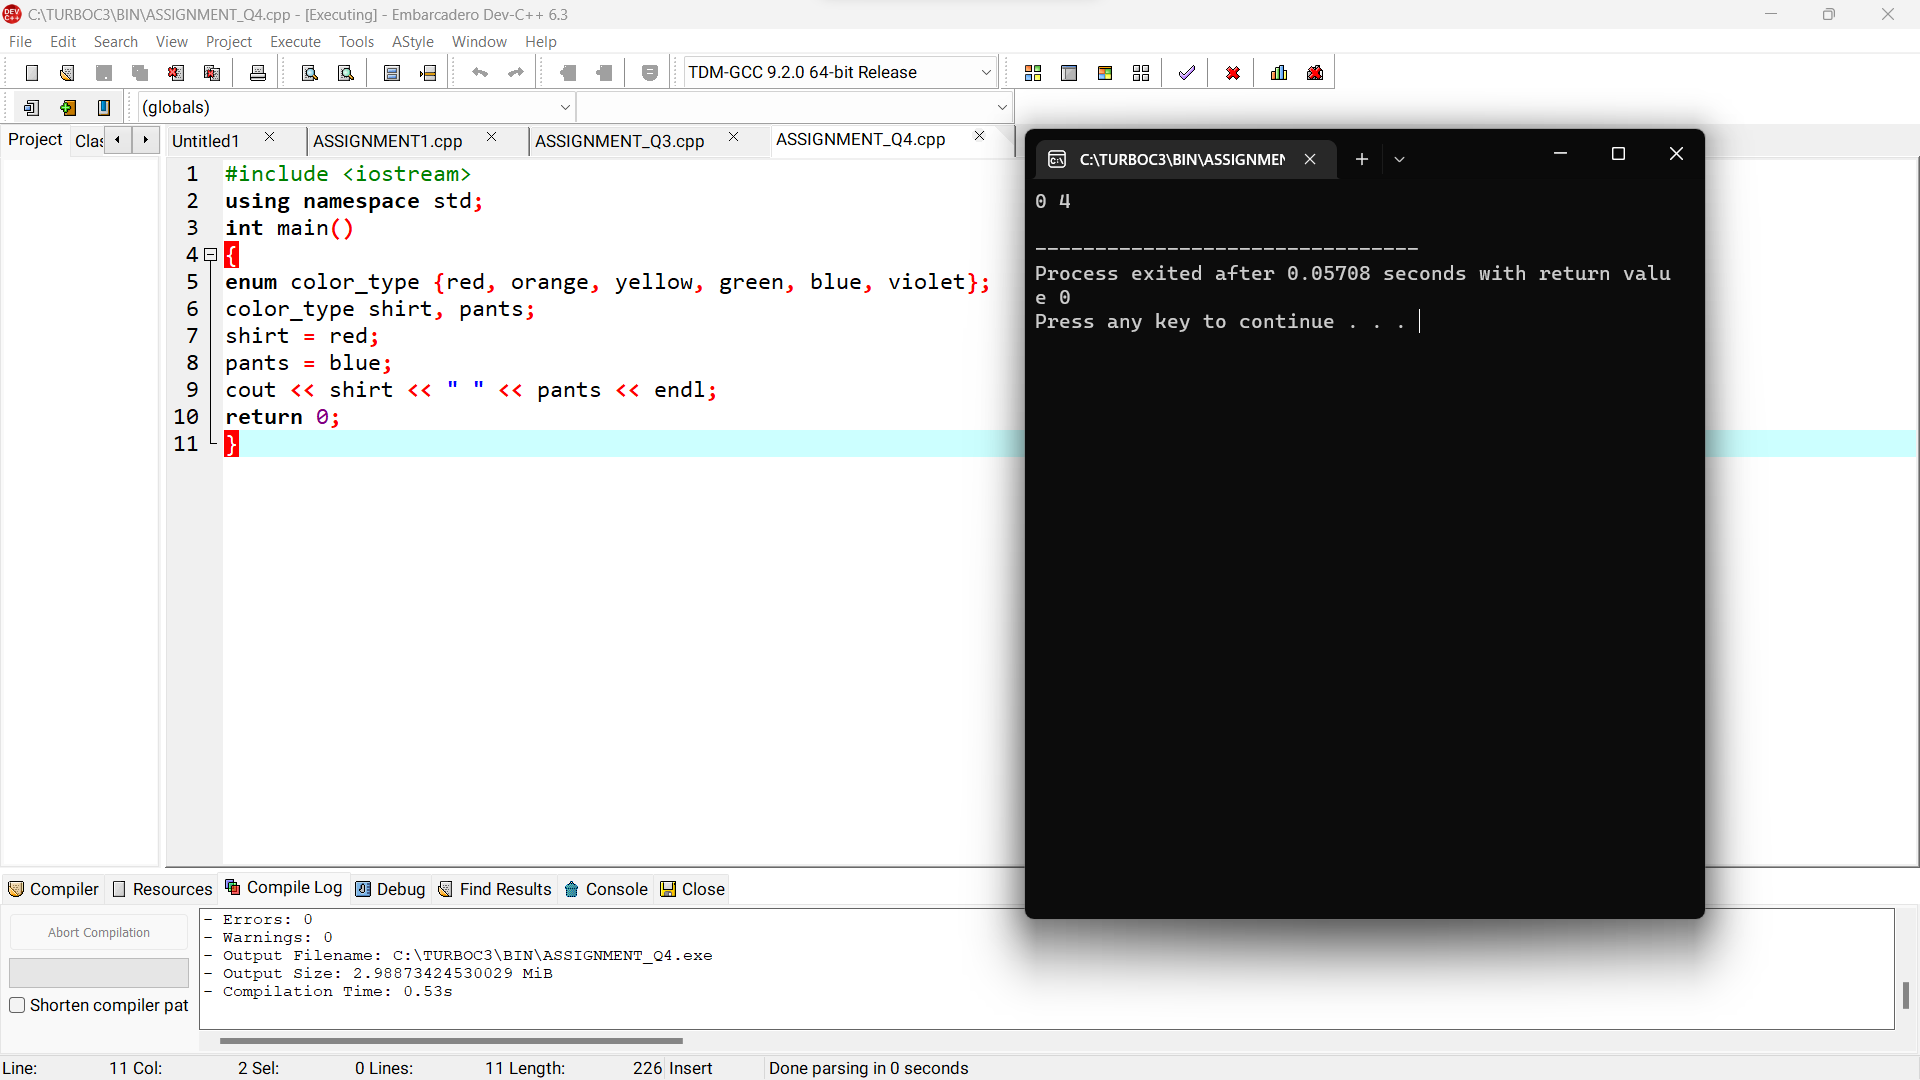 C:\TURBOC3\BIN\ASSIGNMENT_Q4.cpp - [Executing] - Embarcadero Dev-C++ 6.3
File Edit Search View Project Execute Tools AStyle Window Help
TDM-GCC 9.2.0 64-bit Release
(globals)
Project Clas
Untitled1 ASSIGNMENT1.cpp ASSIGNMENT_Q3.cpp ASSIGNMENT_Q4.cpp
1 #include <iostream>
2 using namespace std;
3 int main()
4 {
5 enum color_type {red, orange, yellow, green, blue, violet};
6 color_type shirt, pants;
7 shirt = red;
8 pants = blue;
9 cout << shirt << " " << pants << endl;
10 return 0;
11 }
C:\TURBOC3\BIN\ASSIGNMEN
0 4
--------------------------------
Process exited after 0.05708 seconds with return valu
e 0
Press any key to continue . . .
Compiler Resources Compile Log Debug Find Results Console Close
Abort Compilation
Shorten compiler pat
- Errors: 0
- Warnings: 0
- Output Filename: C:\TURBOC3\BIN\ASSIGNMENT_Q4.exe
- Output Size: 2.98873424530029 MiB
- Compilation Time: 0.53s
Line: 11 Col: 2 Sel: 0 Lines: 11 Length: 226 Insert Done parsing in 0 seconds